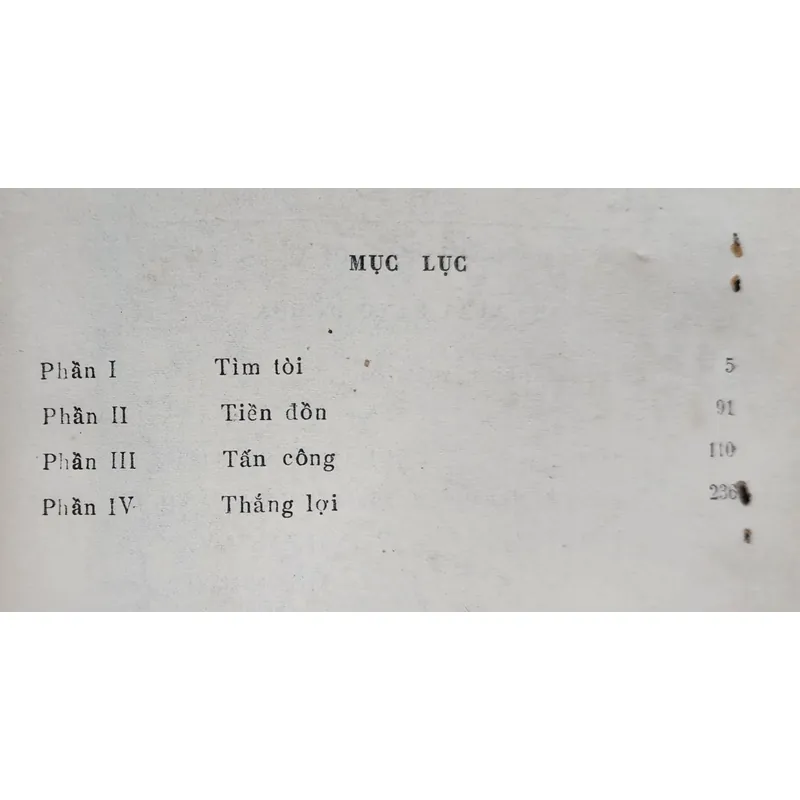 MỤC LỤC
Phần I Tìm tòi 5
Phần II Tiền đồn 91
Phần III Tấn công 110
Phần IV Thắng lợi 236